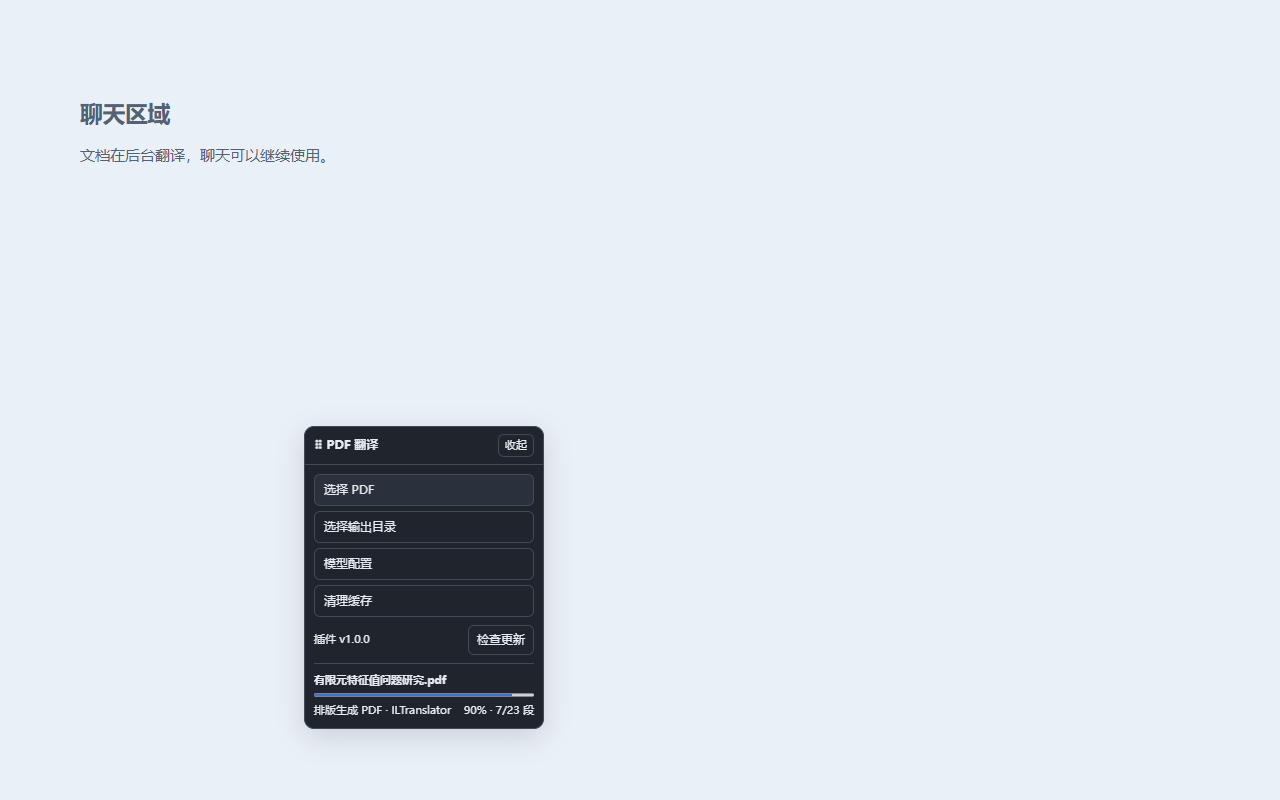 聊天区域
文档在后台翻译，聊天可以继续使用。
⠿ PDF 翻译 收起
选择 PDF
选择输出目录
模型配置
清理缓存
插件 v1.0.0 检查更新
有限元特征值问题研究.pdf
排版生成 PDF · ILTranslator 90% · 7/23 段